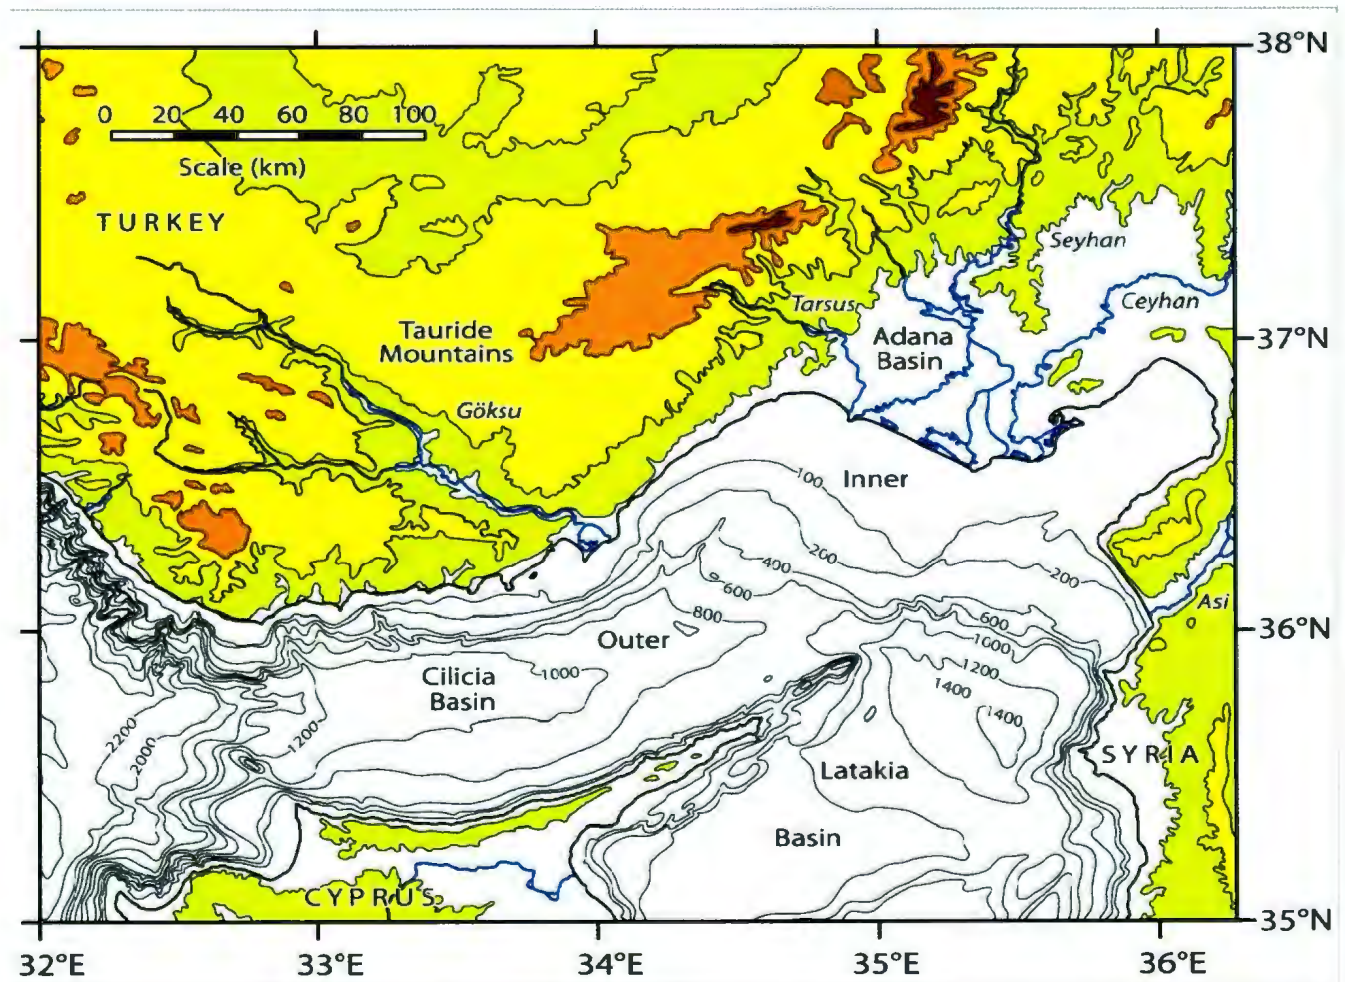 38°N
0 20 40 60 80 100
Scale (km)
TURKEY
Seyhan
Tarsus
Ceyhan
Tauride
Mountains
Adana
Basin
37°N
Göksu
Inner
100
200
400
200
600
800
600
Asi
36°N
Outer
1000
1200
Cilicia
Basin
1000
1400
1400
2200
2000
1200
SYRIA
Latakia
Basin
CYPRUS
35°N
32°E 33°E 34°E 35°E 36°E